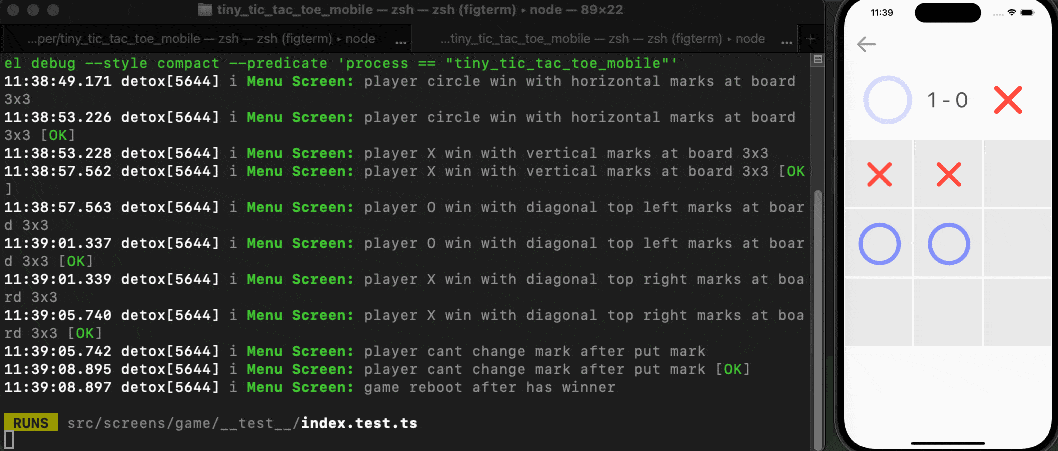 tiny_tic_tac_toe_mobile — zsh — zsh (figterm) ▸ node — 89×22
...per/tiny_tic_tac_toe_mobile — zsh — zsh (figterm) ▸ node ...
...tiny_tic_tac_toe_mobile — zsh — zsh (figterm) ▸ node ... +
el debug --style compact --predicate 'process == "tiny_tic_tac_toe_mobile"'
11:38:49.171 detox[5644] i Menu Screen: player circle win with horizontal marks at board
3x3
11:38:53.226 detox[5644] i Menu Screen: player circle win with horizontal marks at board
3x3 [OK]
11:38:53.228 detox[5644] i Menu Screen: player X win with vertical marks at board 3x3
11:38:57.562 detox[5644] i Menu Screen: player X win with vertical marks at board 3x3 [OK
]
11:38:57.563 detox[5644] i Menu Screen: player O win with diagonal top left marks at boar
d 3x3
11:39:01.337 detox[5644] i Menu Screen: player O win with diagonal top left marks at boar
d 3x3 [OK]
11:39:01.339 detox[5644] i Menu Screen: player X win with diagonal top right marks at boa
rd 3x3
11:39:05.740 detox[5644] i Menu Screen: player X win with diagonal top right marks at boa
rd 3x3 [OK]
11:39:05.742 detox[5644] i Menu Screen: player cant change mark after put mark
11:39:08.895 detox[5644] i Menu Screen: player cant change mark after put mark [OK]
11:39:08.897 detox[5644] i Menu Screen: game reboot after has winner
RUNS src/screens/game/__test__/index.test.ts
11:39
1 - 0